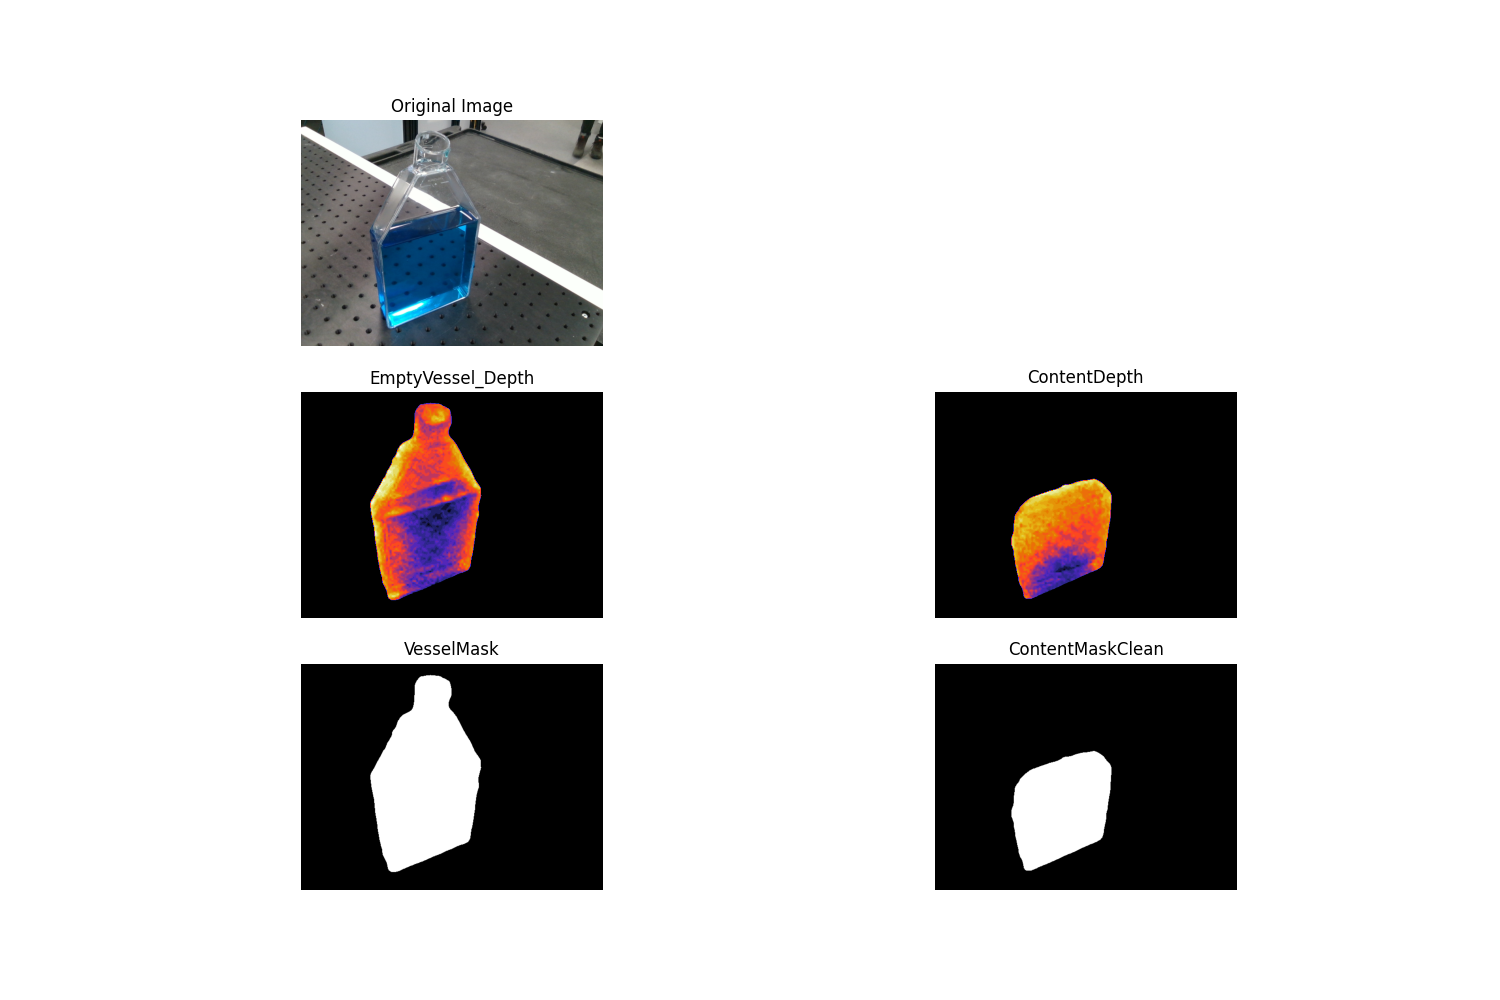 Original Image
EmptyVessel_Depth
ContentDepth
VesselMask
ContentMaskClean